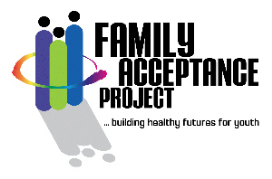 FAMILY
ACCEPTANCE
PROJECT
... building healthy futures for youth